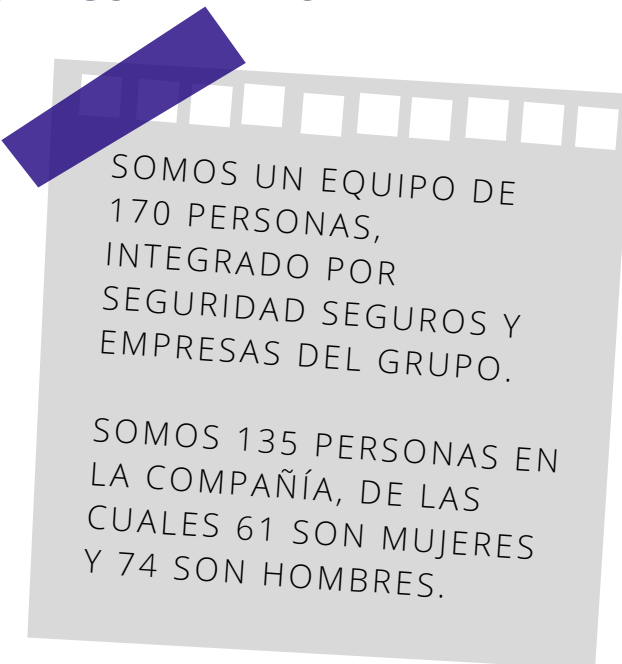 SOMOS UN EQUIPO DE
170 PERSONAS,
INTEGRADO POR
SEGURIDAD SEGUROS Y
EMPRESAS DEL GRUPO.
SOMOS 135 PERSONAS EN
LA COMPAÑÍA, DE LAS
CUALES 61 SON MUJERES
Y 74 SON HOMBRES.